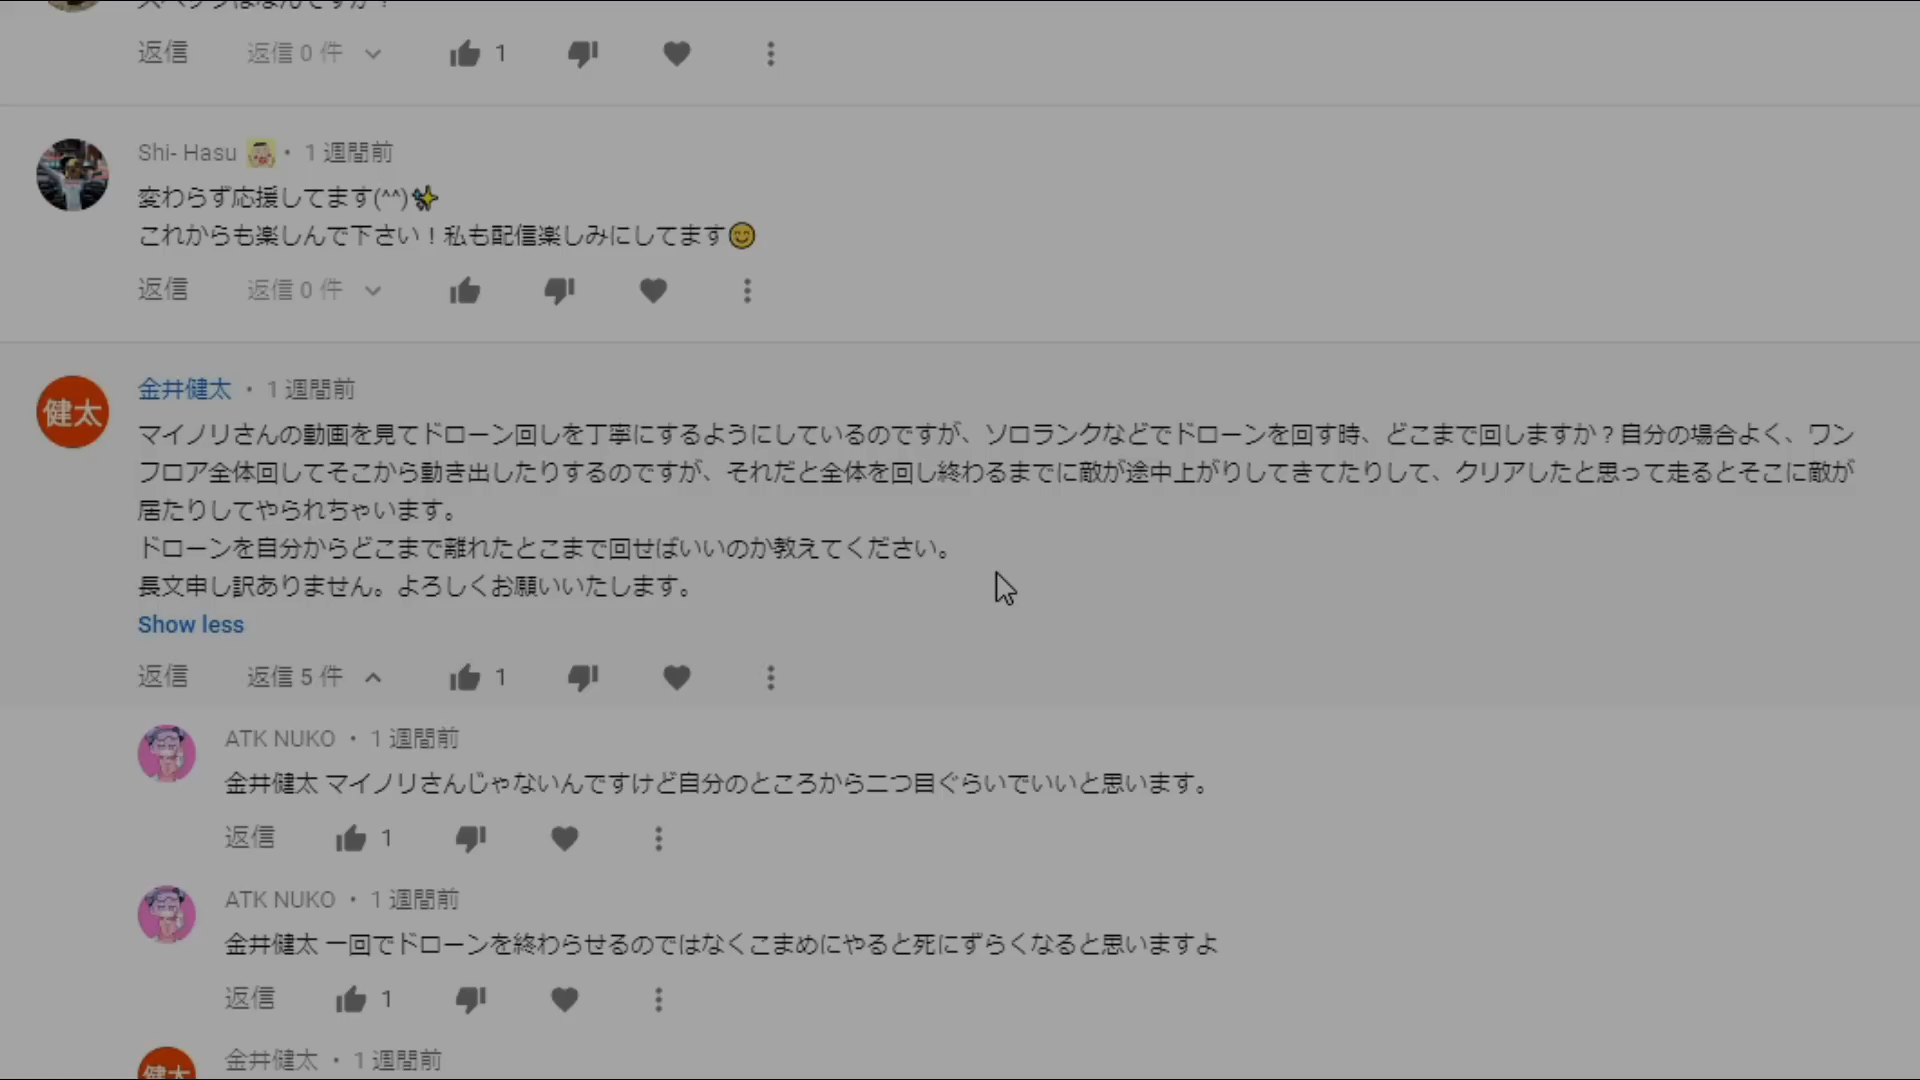 返信 返信 0 件 1
Shi- Hasu ・ 1 週間前
変わらず応援してます(^^)✨
これからも楽しんで下さい！私も配信楽しみにしてます😊
返信 返信 0 件
金井健太 ・ 1 週間前
健太
マイノリさんの動画を見てドローン回しを丁寧にするようにしているのですが、ソロランクなどでドローンを回す時、どこまで回しますか？自分の場合よく、ワン
フロア全体回してそこから動き出したりするのですが、それだと全体を回し終わるまでに敵が途中上がりしてきてたりして、クリアしたと思って走るとそこに敵が
居たりしてやられちゃいます。
ドローンを自分からどこまで離れたとこまで回せばいいのか教えてください。
長文申し訳ありません。よろしくお願いいたします。
Show less
返信 返信 5 件 1
ATK NUKO ・ 1 週間前
金井健太 マイノリさんじゃないんですけど自分のところから二つ目ぐらいでいいと思います。
返信 1
ATK NUKO ・ 1 週間前
金井健太 一回でドローンを終わらせるのではなくこまめにやると死にずらくなると思いますよ
返信 1
金井健太 ・ 1 週間前
健太